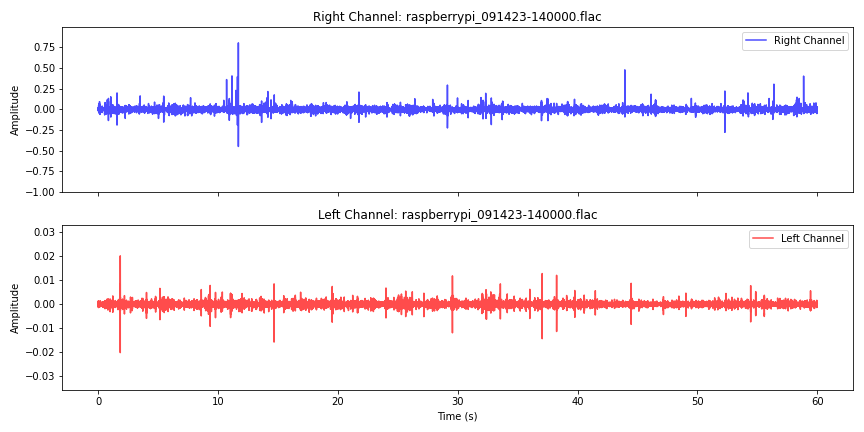 Right Channel: raspberrypi_091423-140000.flac
Right Channel
Amplitude
0.75
0.50
0.25
0.00
−0.25
−0.50
−0.75
−1.00
Left Channel: raspberrypi_091423-140000.flac
Left Channel
Amplitude
0.03
0.02
0.01
0.00
−0.01
−0.02
−0.03
0 10 20 30 40 50 60
Time (s)